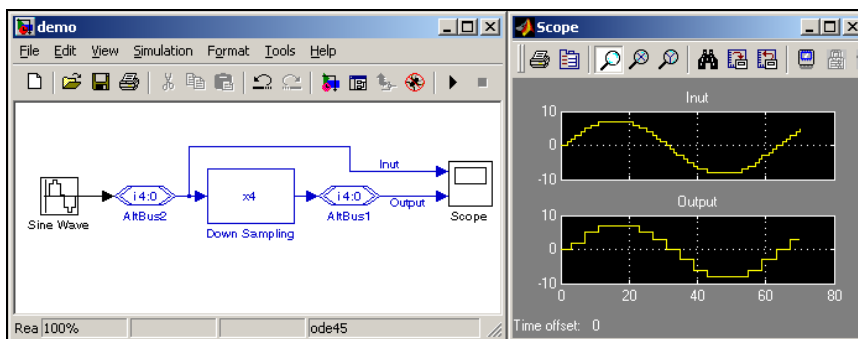 demo
File Edit View Simulation Format Tools Help
Inut
i4:0
x4
i4:0
Output
Sine Wave
AltBus2
Down Sampling
AltBus1
Scope
Rea 100%
ode45
Scope
Inut
10
0
-10
Output
10
0
-10
0 20 40 60 80
Time offset: 0